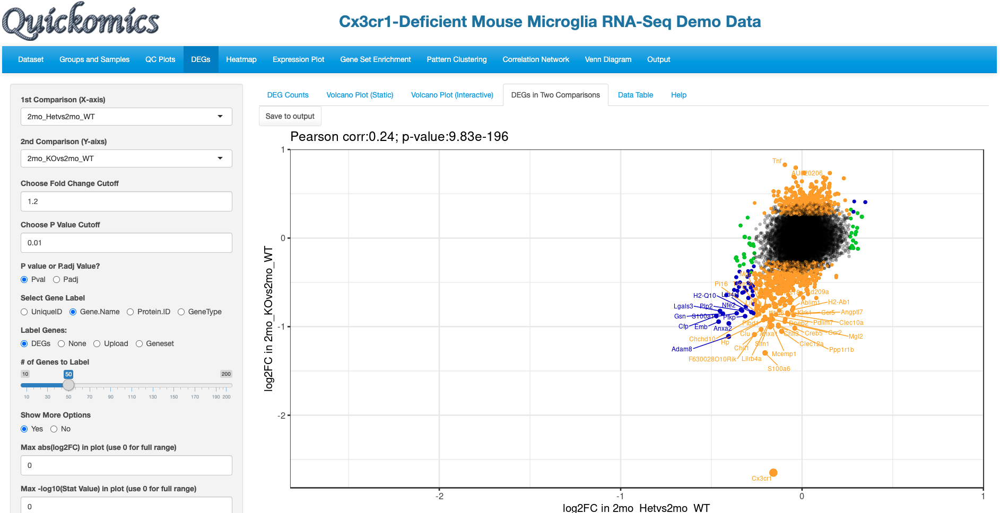 Quickomics
Cx3cr1-Deficient Mouse Microglia RNA-Seq Demo Data
Dataset Groups and Samples QC Plots DEGs Heatmap Expression Plot Gene Set Enrichment Pattern Clustering Correlation Network Venn Diagram Output
1st Comparison (X-axis)
2mo_Hetvs2mo_WT
2nd Comparison (Y-aixs)
2mo_KOvs2mo_WT
Choose Fold Change Cutoff
1.2
Choose P Value Cutoff
0.01
P value or P.adj Value?
Pval Padj
Select Gene Label
UniqueID Gene.Name Protein.ID GeneType
Label Genes:
DEGs None Upload Geneset
# of Genes to Label
10 50 200
10 30 50 70 90 110 130 150 170 190 200
Show More Options
Yes No
Max abs(log2FC) in plot (use 0 for full range)
0
Max -log10(Stat Value) in plot (use 0 for full range)
0
DEG Counts Volcano Plot (Static) Volcano Plot (Interactive) DEGs in Two Comparisons Data Table Help
Save to output
Pearson corr:0.24; p-value:9.83e-196
log2FC in 2mo_KOvs2mo_WT
1
0
-1
-2
Tnf
Pi16
H2-Q10
Cd209a
Lgals3 Plp2 Nfe2
Ablim1 H2-Ab1
Gsn S100a1 Pfkp
Klrk1 Ccr5 Angptl7
Cfp Emb Anxa2
Plbd1 Dpep2 Pdlim7 Clec10a
Chchd10 Hp Clu Anxa1 Chil3 Creb5 Ccr2 Mgl2
Adam8 Chil1 Slfn1 Clec12a Ppp1r1b
F630028O10Rik Lilrb4a Mcemp1
S100a6
Cx3cr1
-2 -1 0 1
log2FC in 2mo_Hetvs2mo_WT